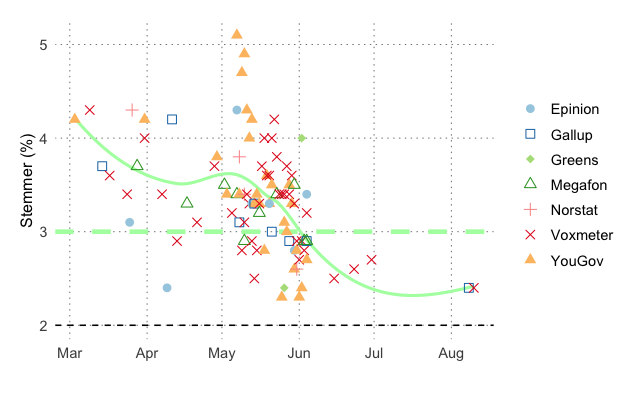 5
4
3
2
Stemmer (%)
Mar Apr May Jun Jul Aug
Epinion
Gallup
Greens
Megafon
Norstat
Voxmeter
YouGov